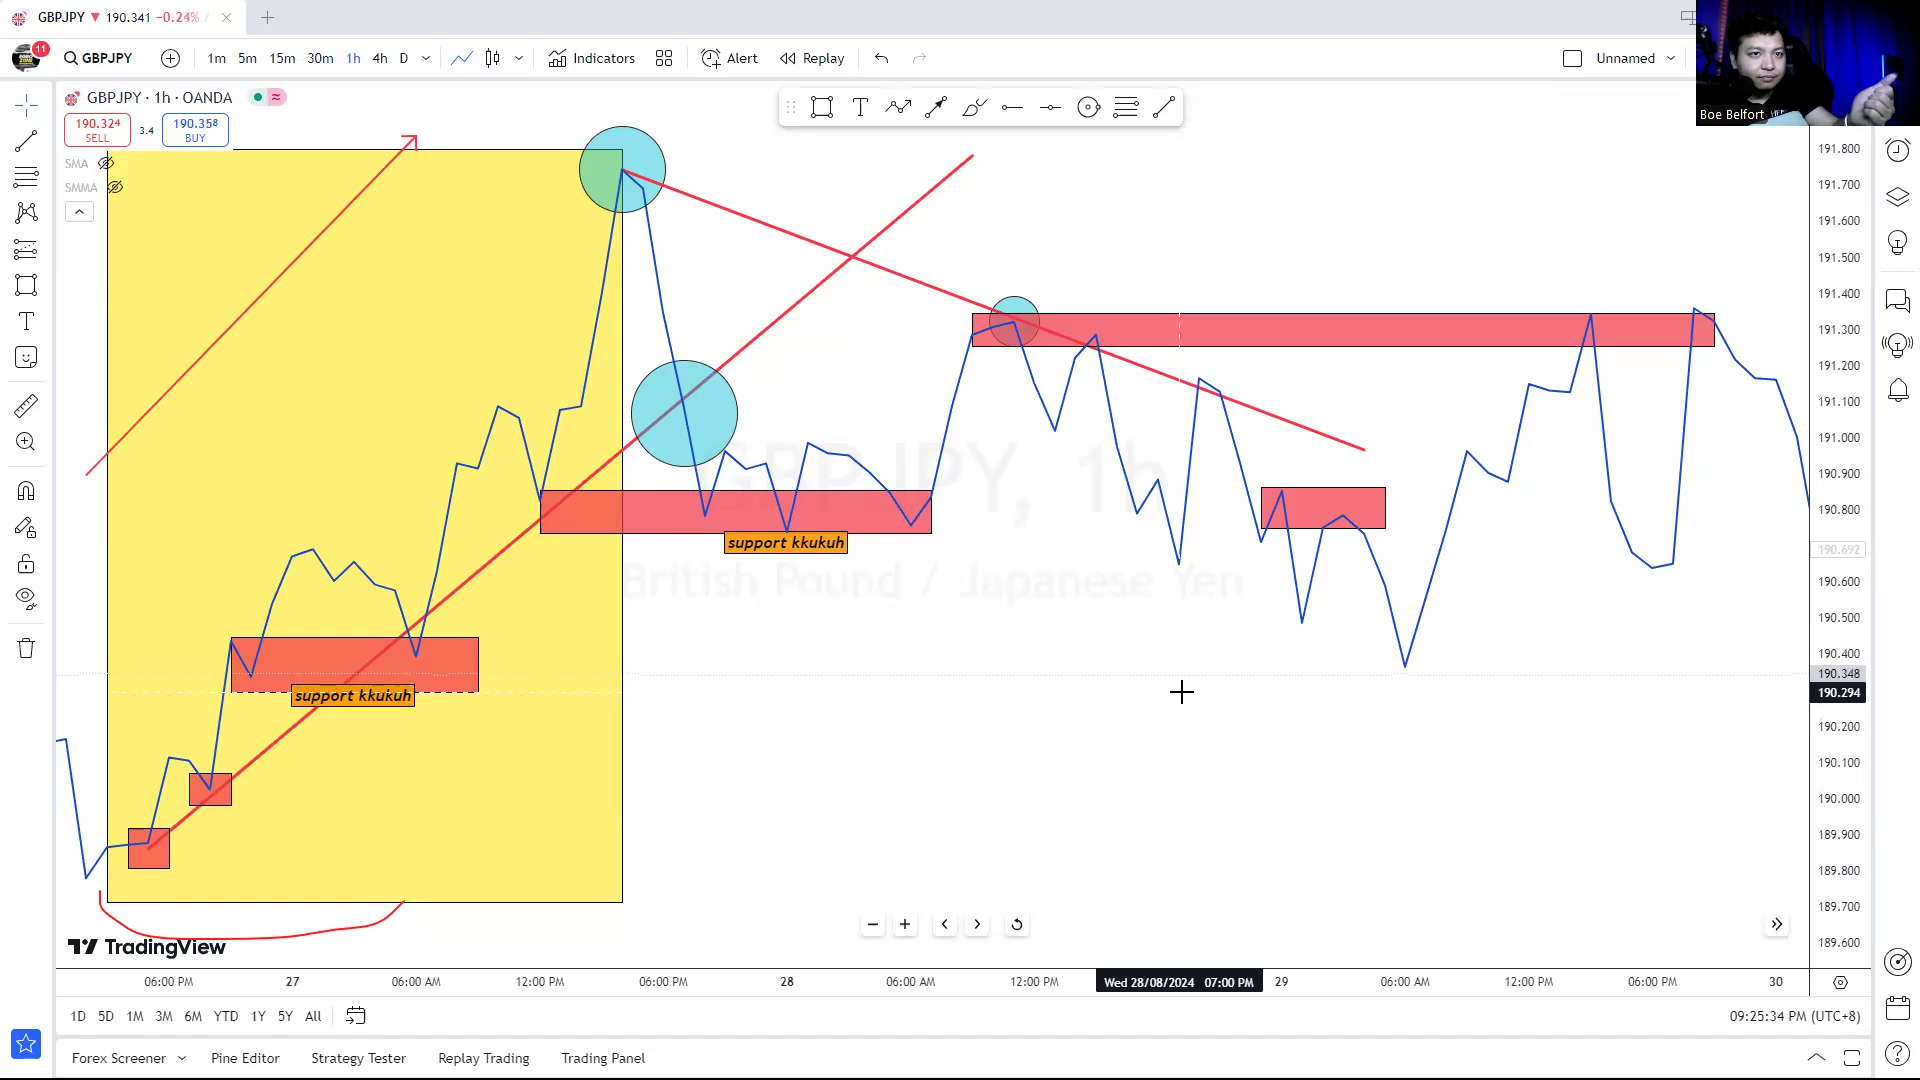 GBPJPY ▼ 190.341 −0.24% /
11
GBPJPY
1m 5m 15m 30m 1h 4h D
Indicators
Alert
Replay
Unnamed
Boe Belfort
GBPJPY · 1h · OANDA
190.324
SELL
3.4
190.358
BUY
SMA
SMMA
191.800
191.700
191.600
191.500
191.400
191.300
191.200
191.100
191.000
190.900
190.800
190.692
190.600
190.500
190.400
190.348
190.294
190.200
190.100
190.000
189.900
189.800
189.700
189.600
GBPJPY, 1h
British Pound / Japanese Yen
support kkukuh
support kkukuh
TradingView
06:00 PM 27 06:00 AM 12:00 PM 06:00 PM 28 06:00 AM 12:00 PM Wed 28/08/2024 07:00 PM 29 06:00 AM 12:00 PM 06:00 PM 30
1D 5D 1M 3M 6M YTD 1Y 5Y All
09:25:34 PM (UTC+8)
Forex Screener Pine Editor Strategy Tester Replay Trading Trading Panel